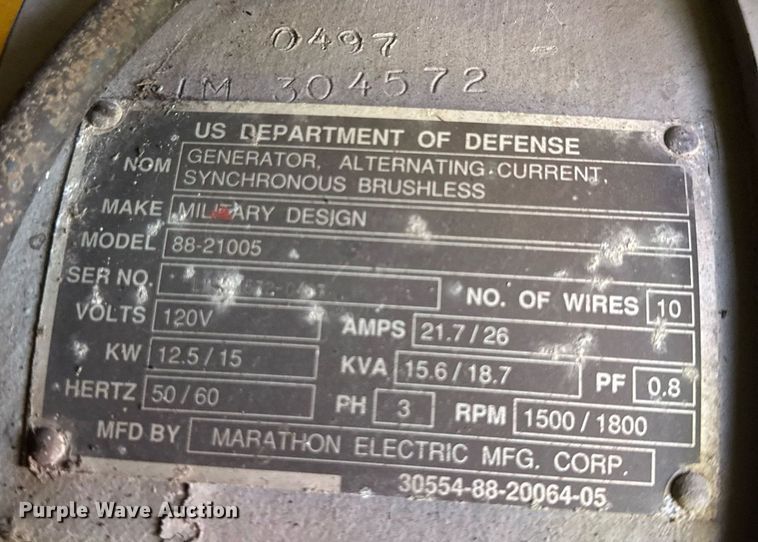 0497
LM 304572
US DEPARTMENT OF DEFENSE
NOM GENERATOR, ALTERNATING-CURRENT,
SYNCHRONOUS BRUSHLESS
MAKE MILITARY DESIGN
MODEL 88-21005
SER NO.
NO. OF WIRES 10
VOLTS 120V AMPS 21.7/26
KW 12.5/15 KVA 15.6/18.7 PF 0.8
HERTZ 50/60 PH 3 RPM 1500/1800
MFD BY MARATHON ELECTRIC MFG. CORP.
30554-88-20064-05
Purple Wave Auction